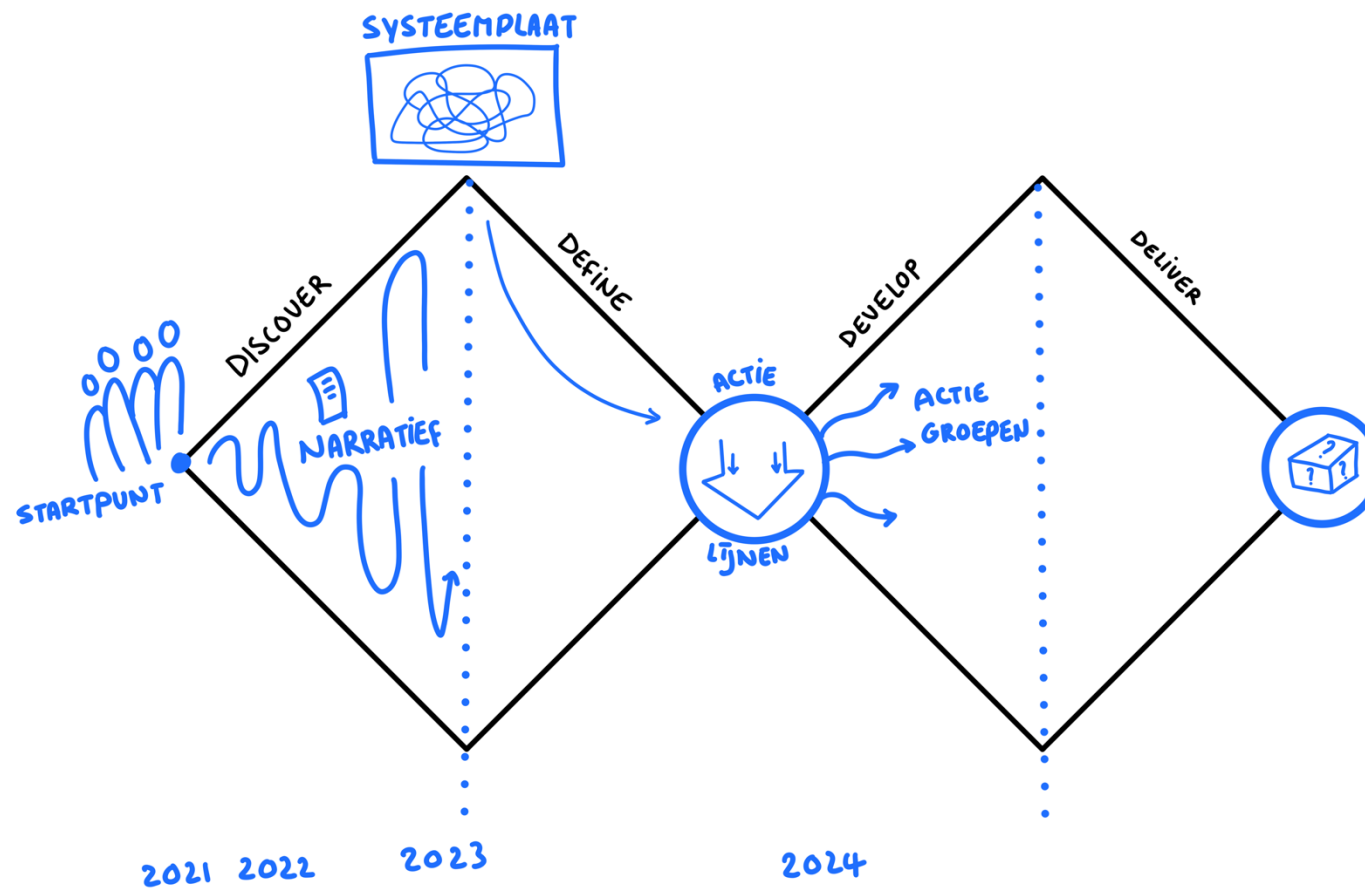 SYSTEEMPLAAT
DISCOVER
DEFINE
DEVELOP
DELIVER
NARRATIEF
STARTPUNT
ACTIE
LIJNEN
ACTIE
GROEPEN
?
? ?
2021 2022 2023 2024